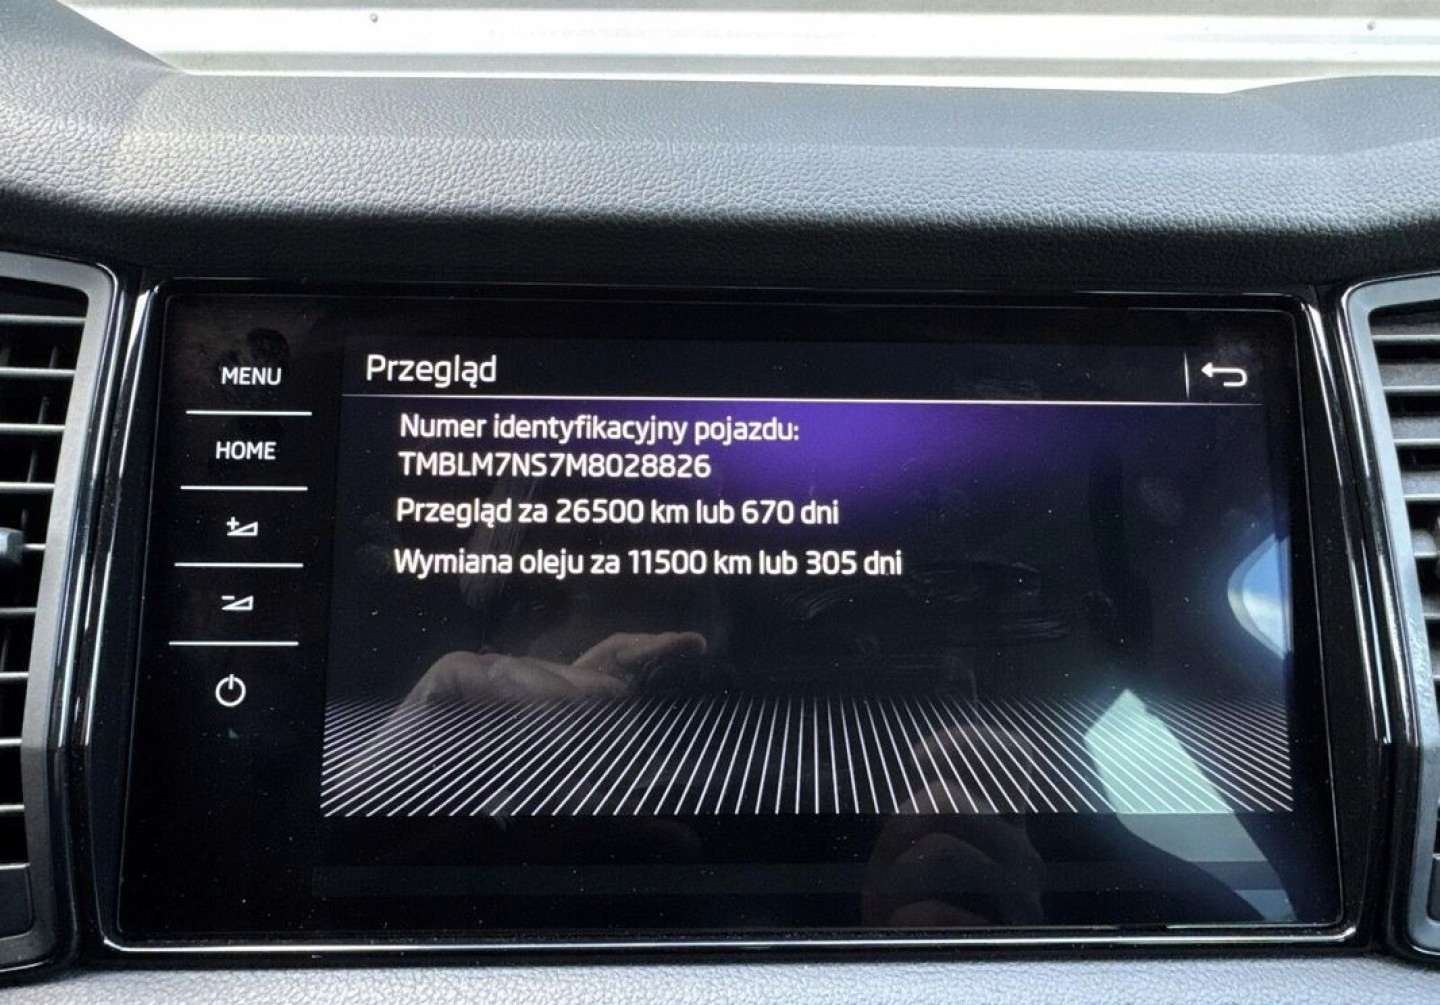 Przegląd
MENU
HOME
Numer identyfikacyjny pojazdu:
TMBLM7NS7M8028826
Przegląd za 26500 km lub 670 dni
Wymiana oleju za 11500 km lub 305 dni